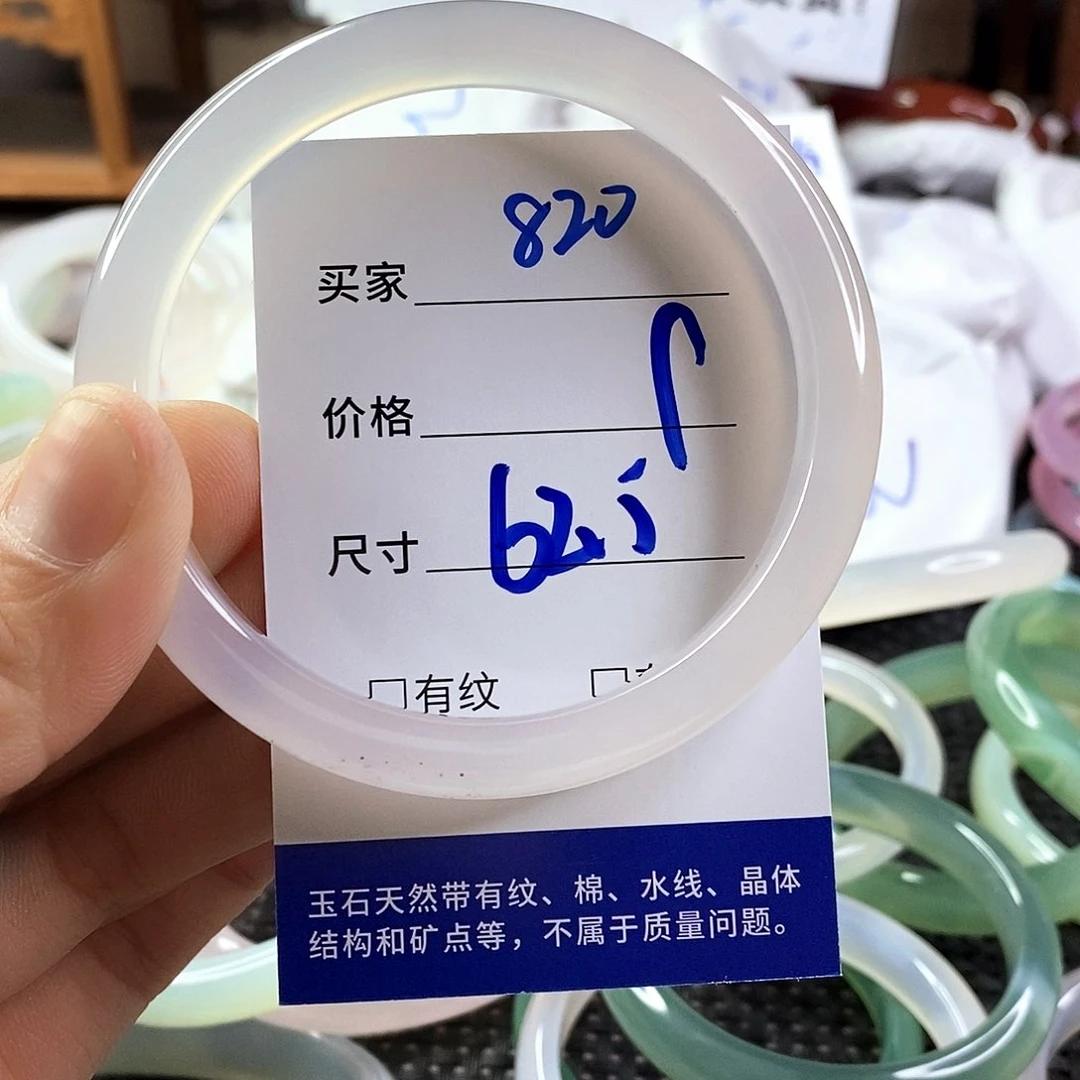 820
买家
价格
尺寸 62.5
□有纹 □
玉石天然带有纹、棉、水线、晶体
结构和矿点等，不属于质量问题。